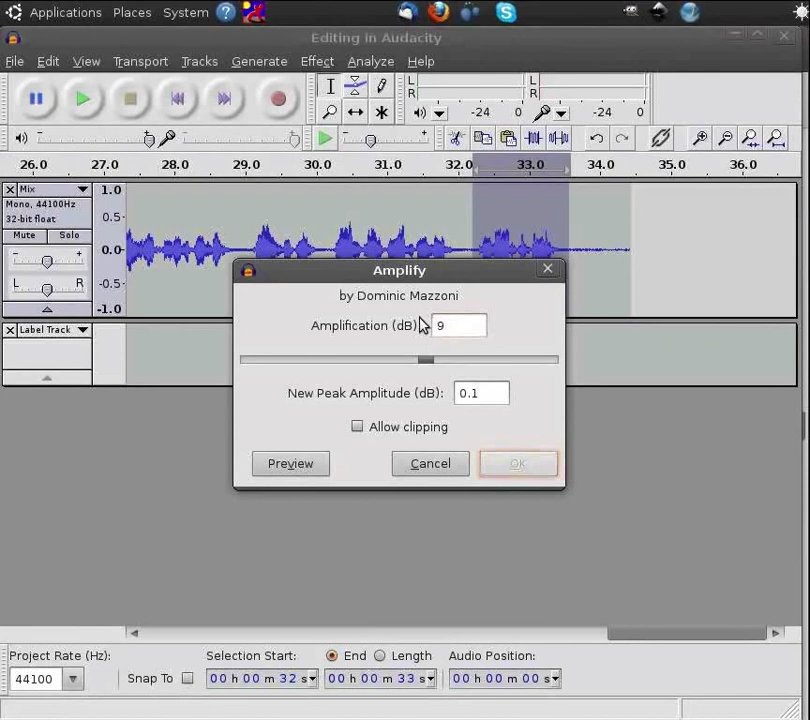 Applications Places System
Editing in Audacity
File Edit View Transport Tracks Generate Effect Analyze Help
L
R
-24 0
L
R
-24 0
26.0 27.0 28.0 29.0 30.0 31.0 32.0 33.0 34.0 35.0 36.0
Mix
Mono, 44100Hz
32-bit float
Mute Solo
- +
L R
1.0
0.5
0.0
-0.5
-1.0
Label Track
Amplify
by Dominic Mazzoni
Amplification (dB) 9
New Peak Amplitude (dB): 0.1
Allow clipping
Preview Cancel OK
Project Rate (Hz): Selection Start: End Length Audio Position:
44100 Snap To 00 h 00 m 32 s 00 h 00 m 33 s 00 h 00 m 00 s